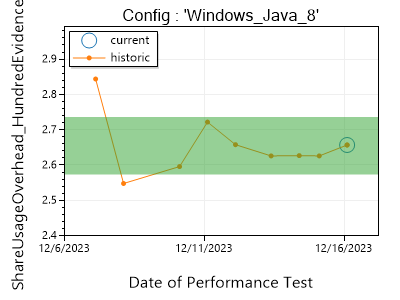 Config : 'Windows_Java_8'
ShareUsageOverhead_HundredEvidence
current
historic
2.9
2.8
2.7
2.6
2.5
2.4
12/6/2023
12/11/2023
12/16/2023
Date of Performance Test